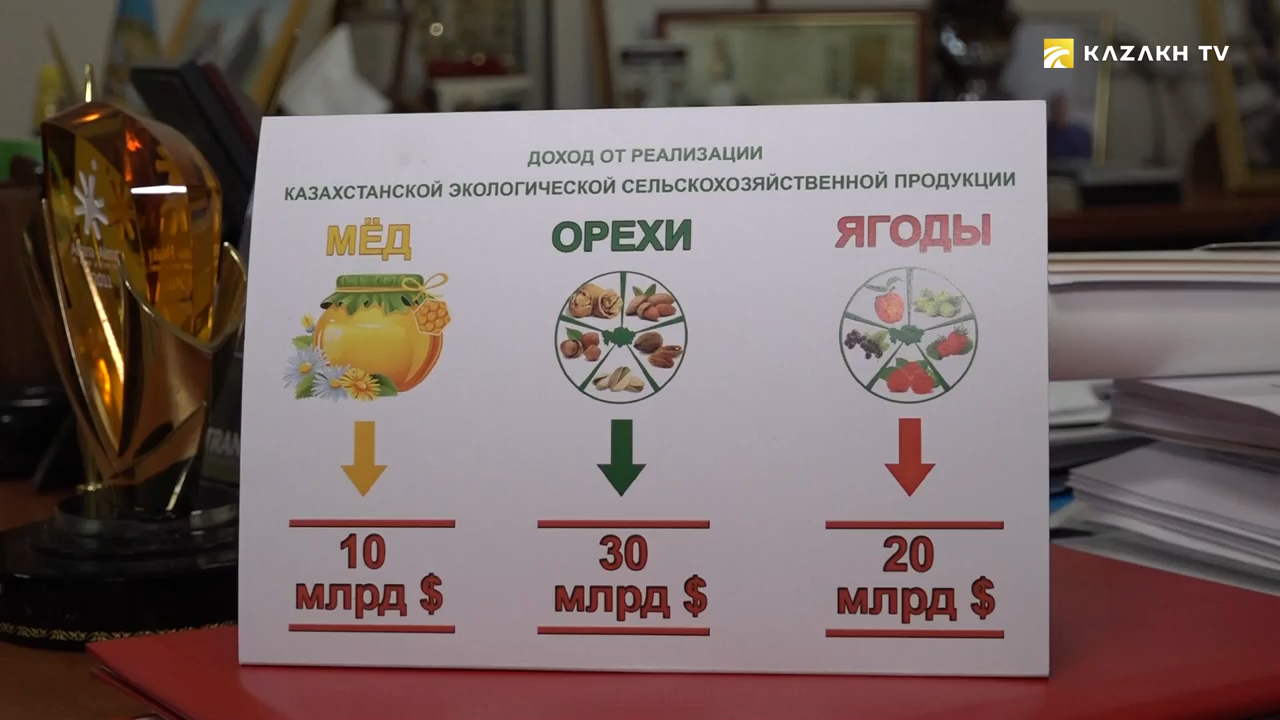 KAZAKH TV
ДОХОД ОТ РЕАЛИЗАЦИИ
КАЗАХСТАНСКОЙ ЭКОЛОГИЧЕСКОЙ СЕЛЬСКОХОЗЯЙСТВЕННОЙ ПРОДУКЦИИ
МЁД
ОРЕХИ
ЯГОДЫ
10
млрд $
30
млрд $
20
млрд $